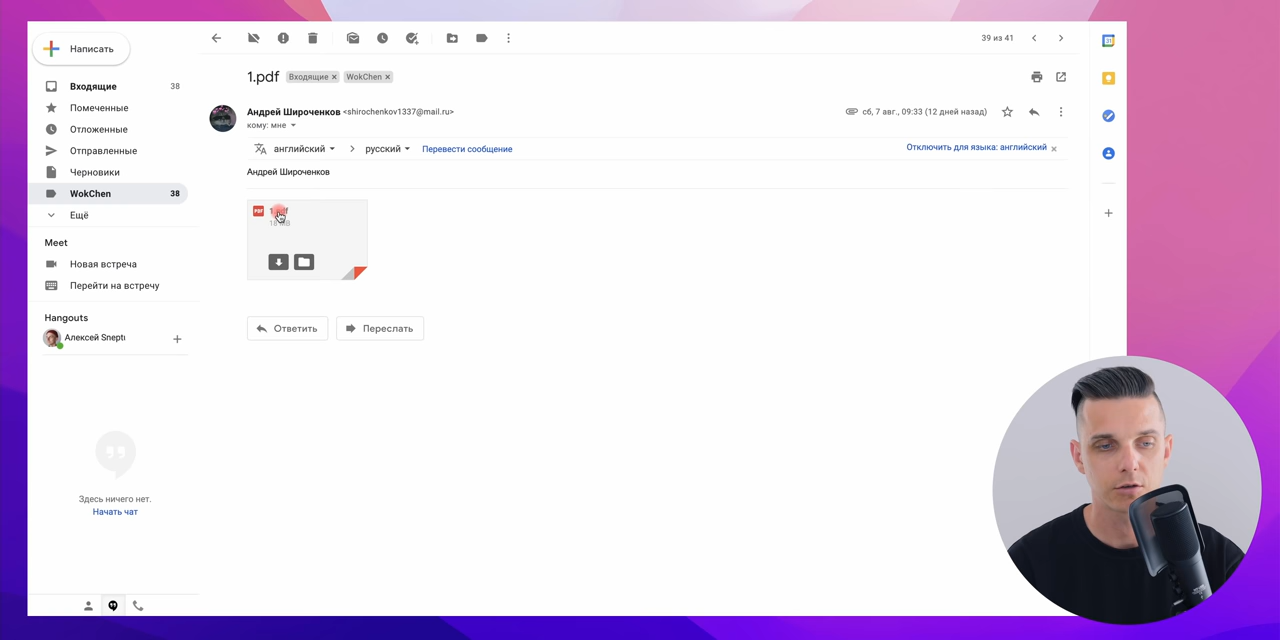 Написать
39 из 41
1.pdf
Входящие ×
WokChen ×
Входящие 38
Помеченные
Отложенные
Отправленные
Черновики
WokChen 38
Ещё
Андрей Широченков <shirochenkov1337@mail.ru>
сб, 7 авг., 09:33 (12 дней назад)
кому: мне
английский
русский
Перевести сообщение
Отключить для языка: английский ×
Андрей Широченков
PDF
Ответить
Переслать
Meet
Новая встреча
Перейти на встречу
Hangouts
Алексей Snept
Здесь ничего нет.
Начать чат